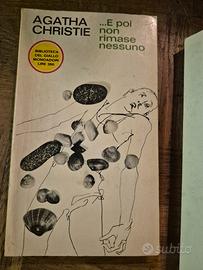 AGATHA
CHRISTIE
...E poi
non
rimase
nessuno
BIBLIOTECA
DEL GIALLO
MONDADORI
LIRE 350
subito